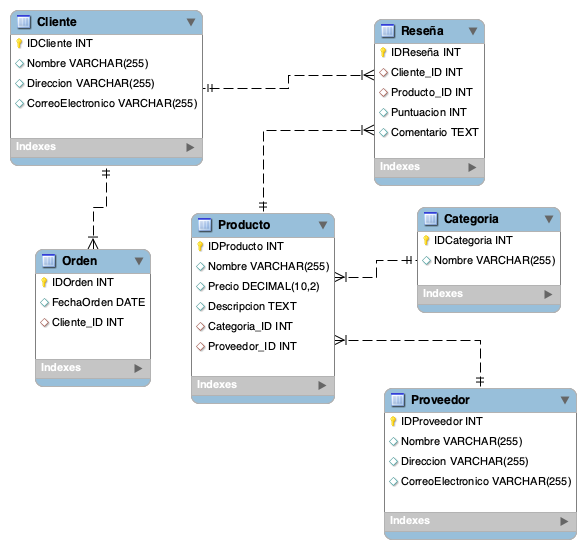 Cliente
IDCliente INT
Nombre VARCHAR(255)
Direccion VARCHAR(255)
CorreoElectronico VARCHAR(255)
Indexes
Reseña
IDReseña INT
Cliente_ID INT
Producto_ID INT
Puntuacion INT
Comentario TEXT
Indexes
Orden
IDOrden INT
FechaOrden DATE
Cliente_ID INT
Indexes
Producto
IDProducto INT
Nombre VARCHAR(255)
Precio DECIMAL(10,2)
Descripcion TEXT
Categoria_ID INT
Proveedor_ID INT
Indexes
Categoria
IDCategoria INT
Nombre VARCHAR(255)
Indexes
Proveedor
IDProveedor INT
Nombre VARCHAR(255)
Direccion VARCHAR(255)
CorreoElectronico VARCHAR(255)
Indexes